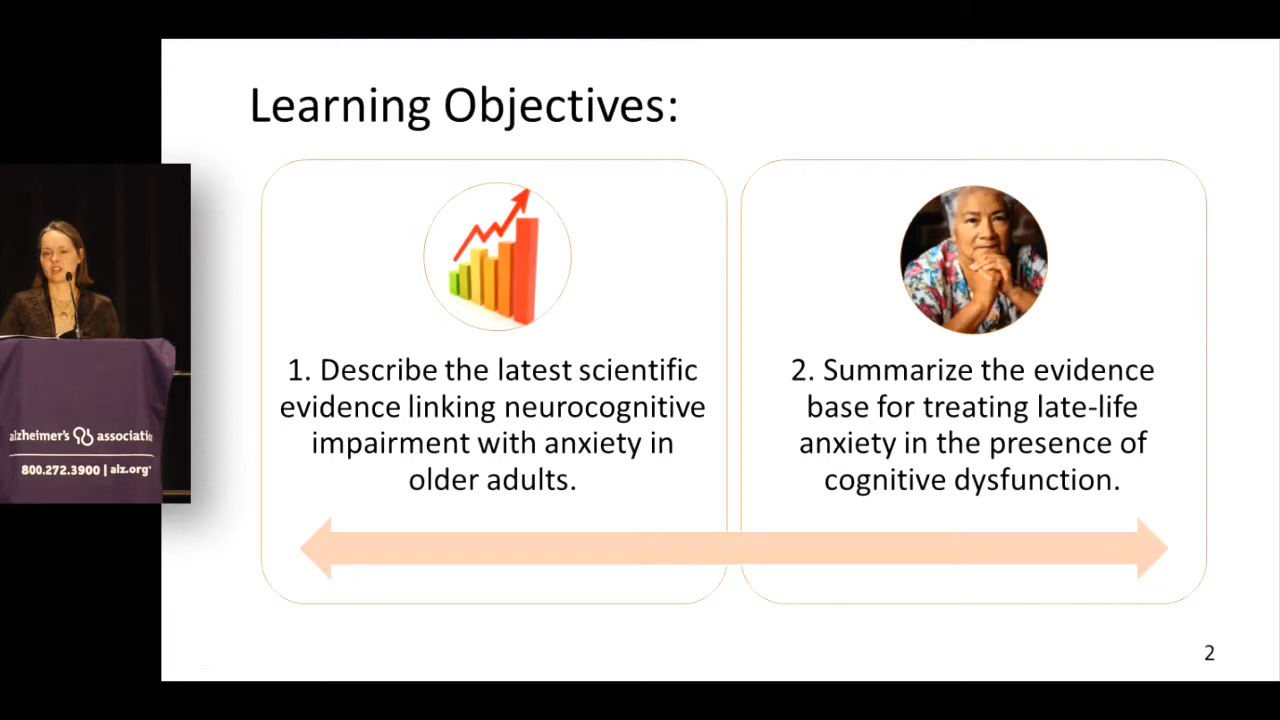 Learning Objectives:
1. Describe the latest scientific
evidence linking neurocognitive
impairment with anxiety in
older adults.
2. Summarize the evidence
base for treating late-life
anxiety in the presence of
cognitive dysfunction.
alzheimer's associatio
800.272.3900 | alz.org®
2